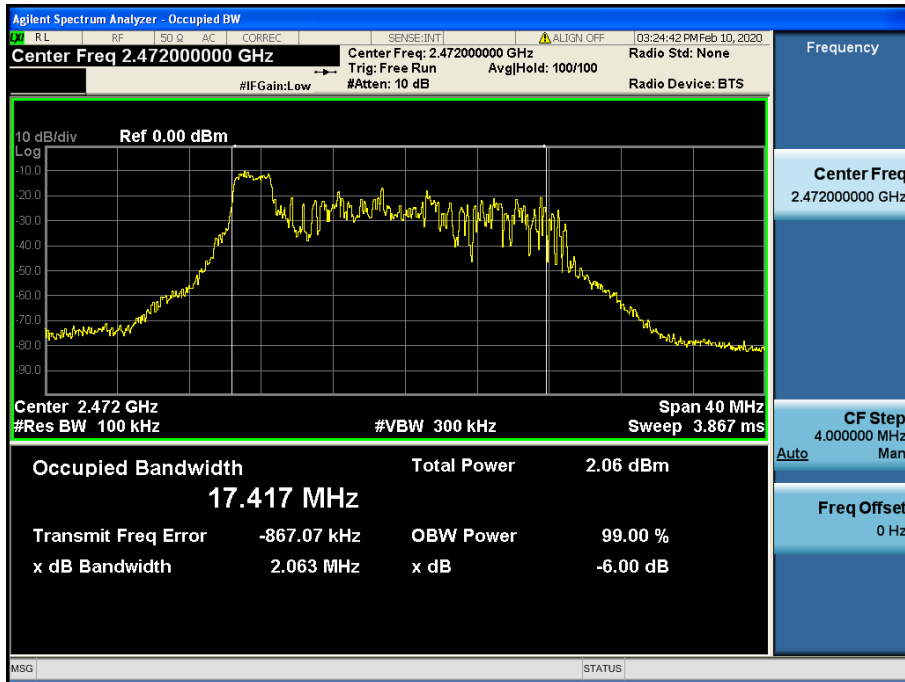 Agilent Spectrum Analyzer - Occupied BW
LXI RL RF 50 Ω AC CORREC SENSE:INT ALIGN OFF 03:24:42 PM Feb 10, 2020
Center Freq 2.472000000 GHz
Center Freq: 2.472000000 GHz
Radio Std: None
Trig: Free Run Avg|Hold: 100/100
#IFGain:Low
#Atten: 10 dB
Radio Device: BTS
10 dB/div Ref 0.00 dBm
Log
-10.0
-20.0
-30.0
-40.0
-50.0
-60.0
-70.0
-80.0
-90.0
Center 2.472 GHz
Span 40 MHz
#Res BW 100 kHz
#VBW 300 kHz
Sweep 3.867 ms
Occupied Bandwidth
17.417 MHz
Total Power 2.06 dBm
Transmit Freq Error -867.07 kHz
OBW Power 99.00 %
x dB Bandwidth 2.063 MHz
x dB -6.00 dB
Frequency
Center Freq
2.472000000 GHz
CF Step
4.000000 MHz
Auto Man
Freq Offset
0 Hz
MSG
STATUS